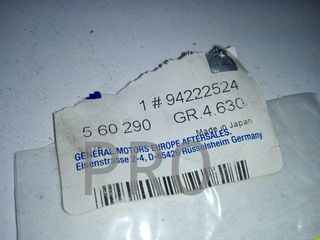 1 # 94222524
5 60 290 GR.4.630
Made in Japan
GENERAL MOTORS EUROPE AFTERSALES.
Eisenstrasse 2-4, D-65428 Russelsheim Germany
PRO